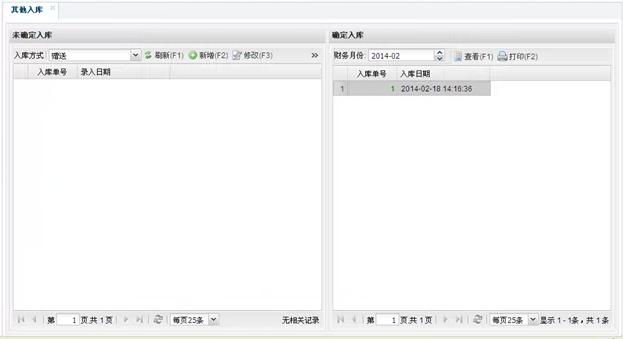 其他入库
未确定入库
入库方式 赠送 刷新(F1) 新增(F2) 修改(F3) >>
入库单号 录入日期
第 1 页,共 1 页 每页25条 无相关记录
确定入库
财务月份: 2014-02 查看(F1) 打印(F2)
入库单号 入库日期
1 1 2014-02-18 14:16:36
第 1 页,共 1 页 每页25条 显示 1 - 1条，共 1 条